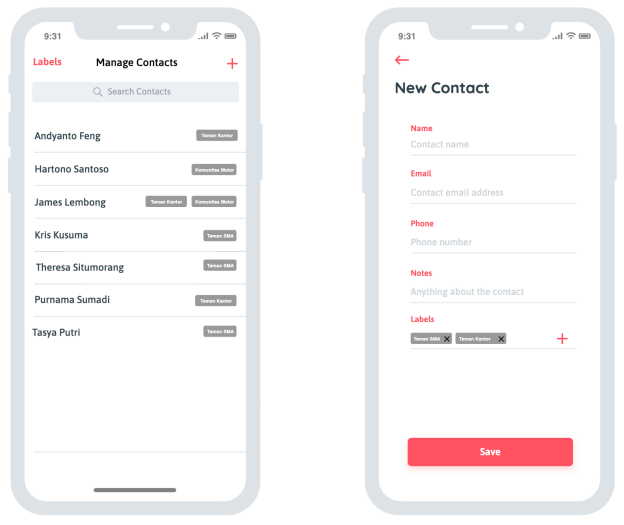 9:31
Labels Manage Contacts +
Search Contacts
Andyanto Feng Teman Kantor
Hartono Santoso Komunitas Motor
James Lembong Teman Kantor Komunitas Motor
Kris Kusuma Teman SMA
Theresa Situmorang Teman SMA
Purnama Sumadi Teman Kantor
Tasya Putri Teman SMA
9:31
New Contact
Name
Contact name
Email
Contact email address
Phone
Phone number
Notes
Anything about the contact
Labels
Teman SMA X Teman Kantor X +
Save